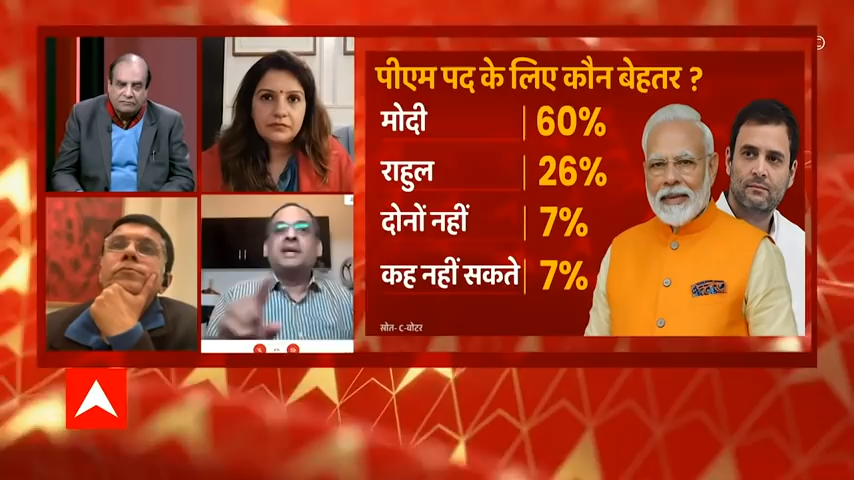 पीएम पद के लिए कौन बेहतर ?
मोदी 60%
राहुल 26%
दोनों नहीं 7%
कह नहीं सकते 7%
स्रोत- C-वोटर